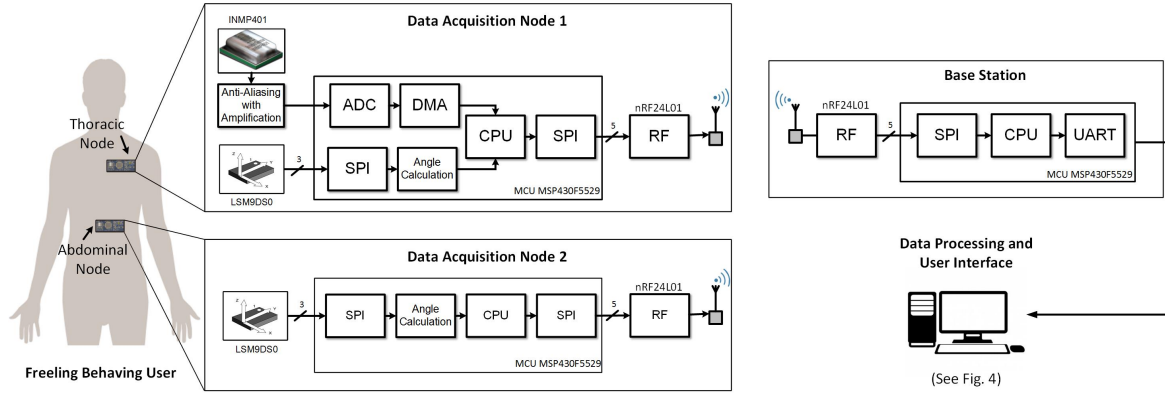 Thoracic
Node
Abdominal
Node
Freeling Behaving User
Data Acquisition Node 1
INMP401
Anti-Aliasing
with
Amplification
ADC
DMA
CPU
SPI
5
nRF24L01
RF
3
SPI
Angle
Calculation
LSM9DS0
MCU MSP430F5529
Data Acquisition Node 2
3
SPI
Angle
Calculation
CPU
SPI
5
nRF24L01
RF
LSM9DS0
MCU MSP430F5529
Base Station
nRF24L01
RF
5
SPI
CPU
UART
MCU MSP430F5529
Data Processing and
User Interface
(See Fig. 4)